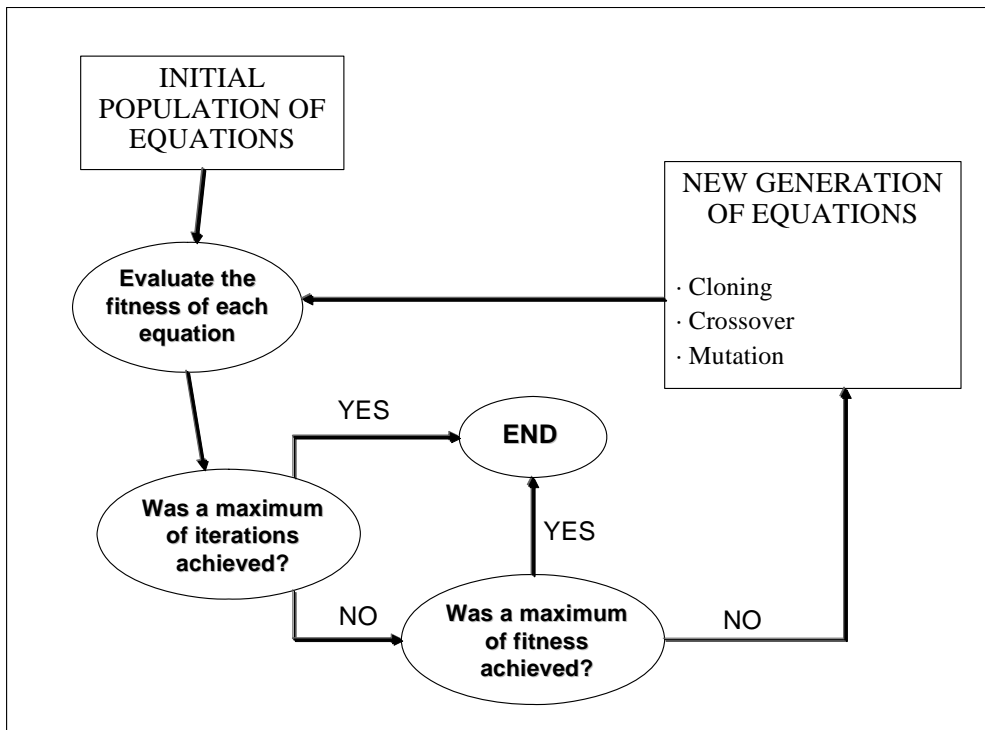 INITIAL
POPULATION OF
EQUATIONS
NEW GENERATION
OF EQUATIONS
· Cloning
· Crossover
· Mutation
Evaluate the
fitness of each
equation
YES
END
Was a maximum
of iterations
achieved?
YES
NO
Was a maximum
of fitness
achieved?
NO